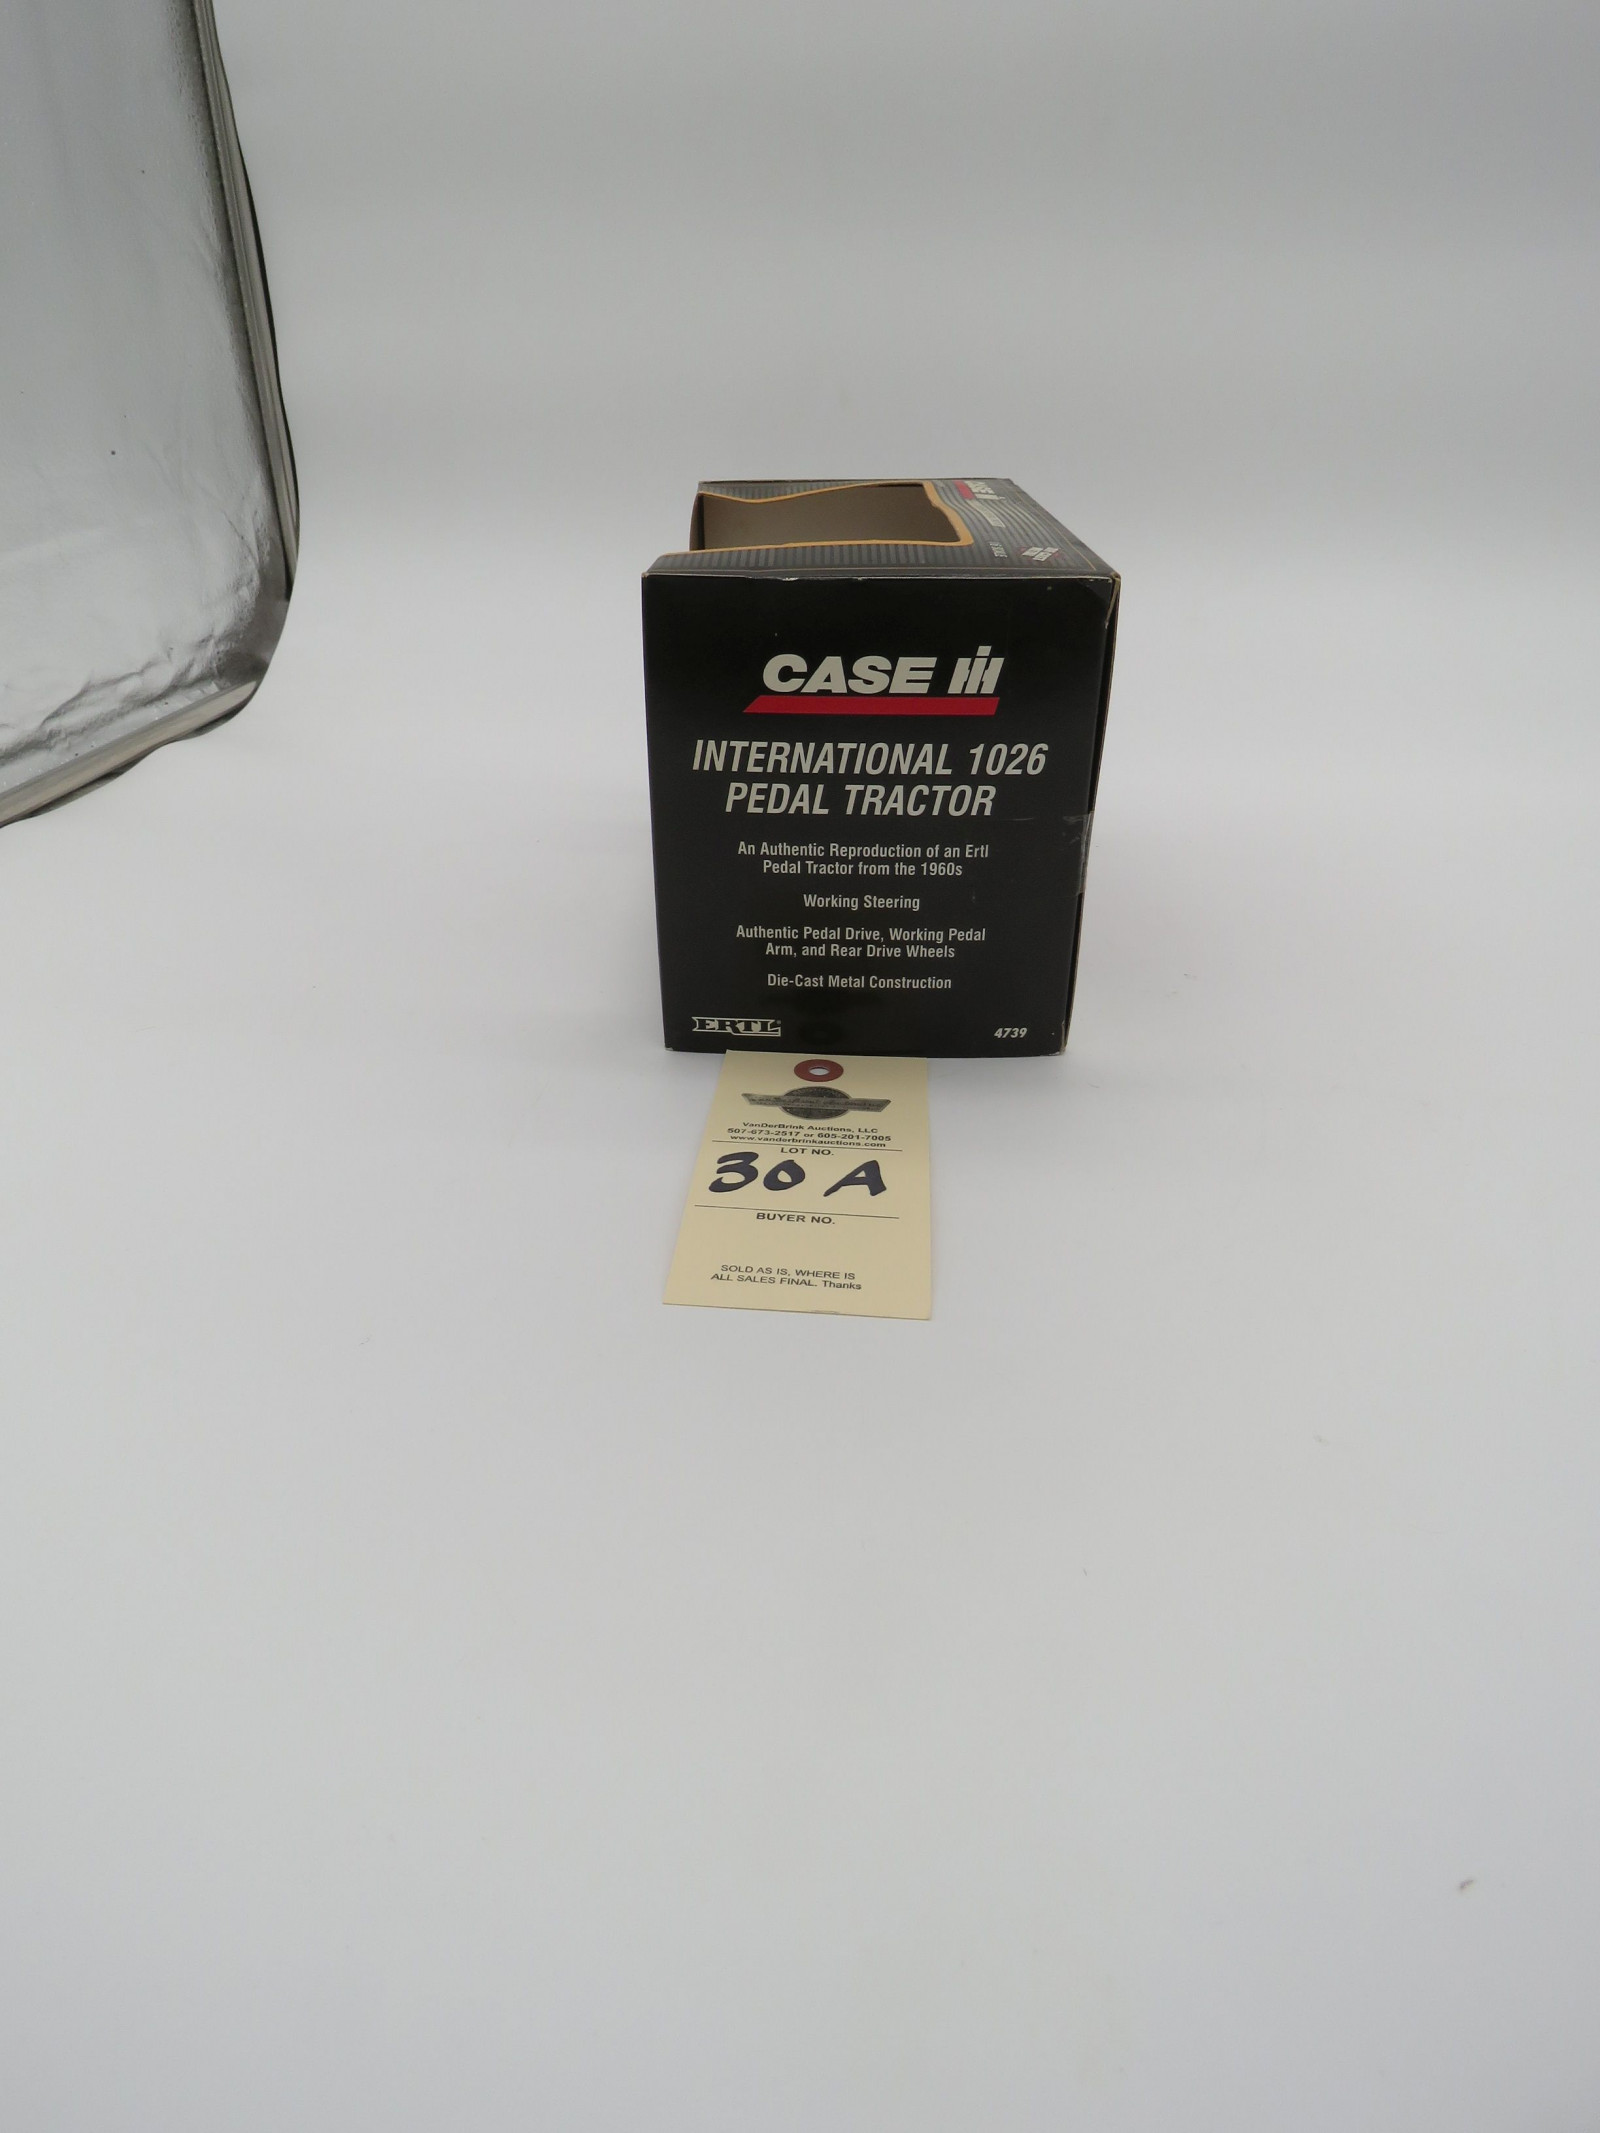 CASE IH
INTERNATIONAL 1026
PEDAL TRACTOR
An Authentic Reproduction of an Ertl
Pedal Tractor from the 1960s
Working Steering
Authentic Pedal Drive, Working Pedal
Arm, and Rear Drive Wheels
Die-Cast Metal Construction
ERTL
4739
VanDerBrink Auctions, LLC
507-673-2517 or 605-201-7005
www.vanderbrinkauctions.com
LOT NO.
30 A
BUYER NO.
SOLD AS IS, WHERE IS
ALL SALES FINAL. Thanks